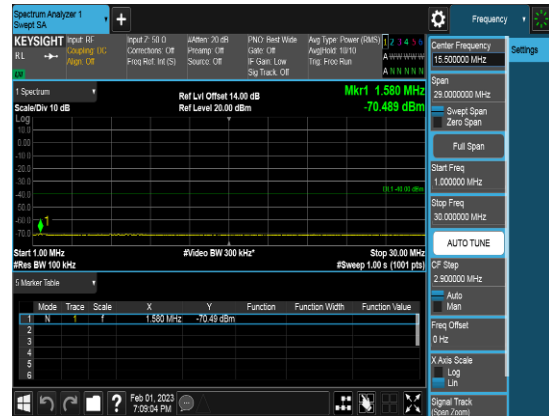 Spectrum Analyzer 1
Swept SA
Frequency
KEYSIGHT
RL
Input: RF
Coupling: DC
Align: Off
Input Z: 50 Ω
Corrections: Off
Freq Ref: Int (S)
#Atten: 20 dB
Preamp: Off
Source: Off
PNO: Best Wide
Gate: Off
IF Gain: Low
Sig Track: Off
Avg Type: Power (RMS)
Avg|Hold: 10/10
Trig: Free Run
1 2 3 4 5 6
A W W W W W
A N N N N N
1 Spectrum
Scale/Div 10 dB
Ref Lvl Offset 14.00 dB
Ref Level 20.00 dBm
Mkr1 1.580 MHz
-70.489 dBm
Log
10.0
0.00
-10.0
-20.0
-30.0
-40.0
-50.0
-60.0
-70.0
1
DL1 -40.00 dBm
Start 1.00 MHz
#Res BW 100 kHz
#Video BW 300 kHz*
Stop 30.00 MHz
#Sweep 1.00 s (1001 pts)
5 Marker Table
Mode Trace Scale X Y Function Function Width Function Value
1 N 1 f 1.580 MHz -70.49 dBm
2
3
4
5
6
Feb 01, 2023
7:09:04 PM
Center Frequency
15.500000 MHz
Settings
Span
29.0000000 MHz
Swept Span
Zero Span
Full Span
Start Freq
1.000000 MHz
Stop Freq
30.000000 MHz
AUTO TUNE
CF Step
2.900000 MHz
Auto
Man
Freq Offset
0 Hz
X Axis Scale
Log
Lin
Signal Track
(Span Zoom)